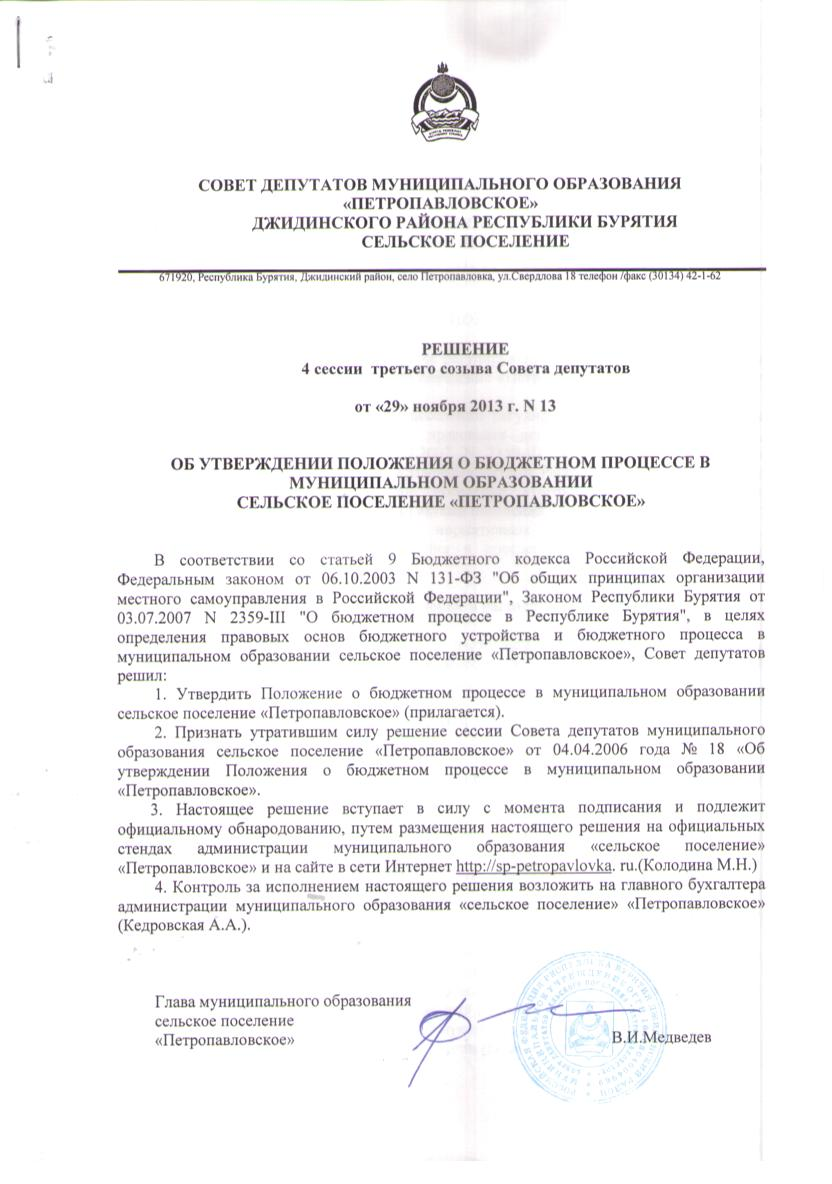 СОВЕТ ДЕПУТАТОВ МУНИЦИПАЛЬНОГО ОБРАЗОВАНИЯ
«ПЕТРОПАВЛОВСКОЕ»
ДЖИДИНСКОГО РАЙОНА РЕСПУБЛИКИ БУРЯТИЯ
СЕЛЬСКОЕ ПОСЕЛЕНИЕ
671920, Республика Бурятия, Джидинский район, село Петропавловка, ул.Свердлова 18 телефон /факс (30134) 42-1-62
РЕШЕНИЕ
4 сессии третьего созыва Совета депутатов
от «29» ноября 2013 г. N 13
ОБ УТВЕРЖДЕНИИ ПОЛОЖЕНИЯ О БЮДЖЕТНОМ ПРОЦЕССЕ В
МУНИЦИПАЛЬНОМ ОБРАЗОВАНИИ
СЕЛЬСКОЕ ПОСЕЛЕНИЕ «ПЕТРОПАВЛОВСКОЕ»
В соответствии со статьей 9 Бюджетного кодекса Российской Федерации,
Федеральным законом от 06.10.2003 N 131-ФЗ "Об общих принципах организации
местного самоуправления в Российской Федерации", Законом Республики Бурятия от
03.07.2007 N 2359-III "О бюджетном процессе в Республике Бурятия", в целях
определения правовых основ бюджетного устройства и бюджетного процесса в
муниципальном образовании сельское поселение «Петропавловское», Совет депутатов
решил:
1. Утвердить Положение о бюджетном процессе в муниципальном образовании
сельское поселение «Петропавловское» (прилагается).
2. Признать утратившим силу решение сессии Совета депутатов муниципального
образования сельское поселение «Петропавловское» от 04.04.2006 года № 18 «Об
утверждении Положения о бюджетном процессе в муниципальном образовании
«Петропавловское».
3. Настоящее решение вступает в силу с момента подписания и подлежит
официальному обнародованию, путем размещения настоящего решения на официальных
стендах администрации муниципального образования «сельское поселение»
«Петропавловское» и на сайте в сети Интернет http://sp-petropavlovka. ru.(Колодина М.Н.)
4. Контроль за исполнением настоящего решения возложить на главного бухгалтера
администрации муниципального образования «сельское поселение» «Петропавловское»
(Кедровская А.А.).
Глава муниципального образования
сельское поселение
«Петропавловское» В.И.Медведев